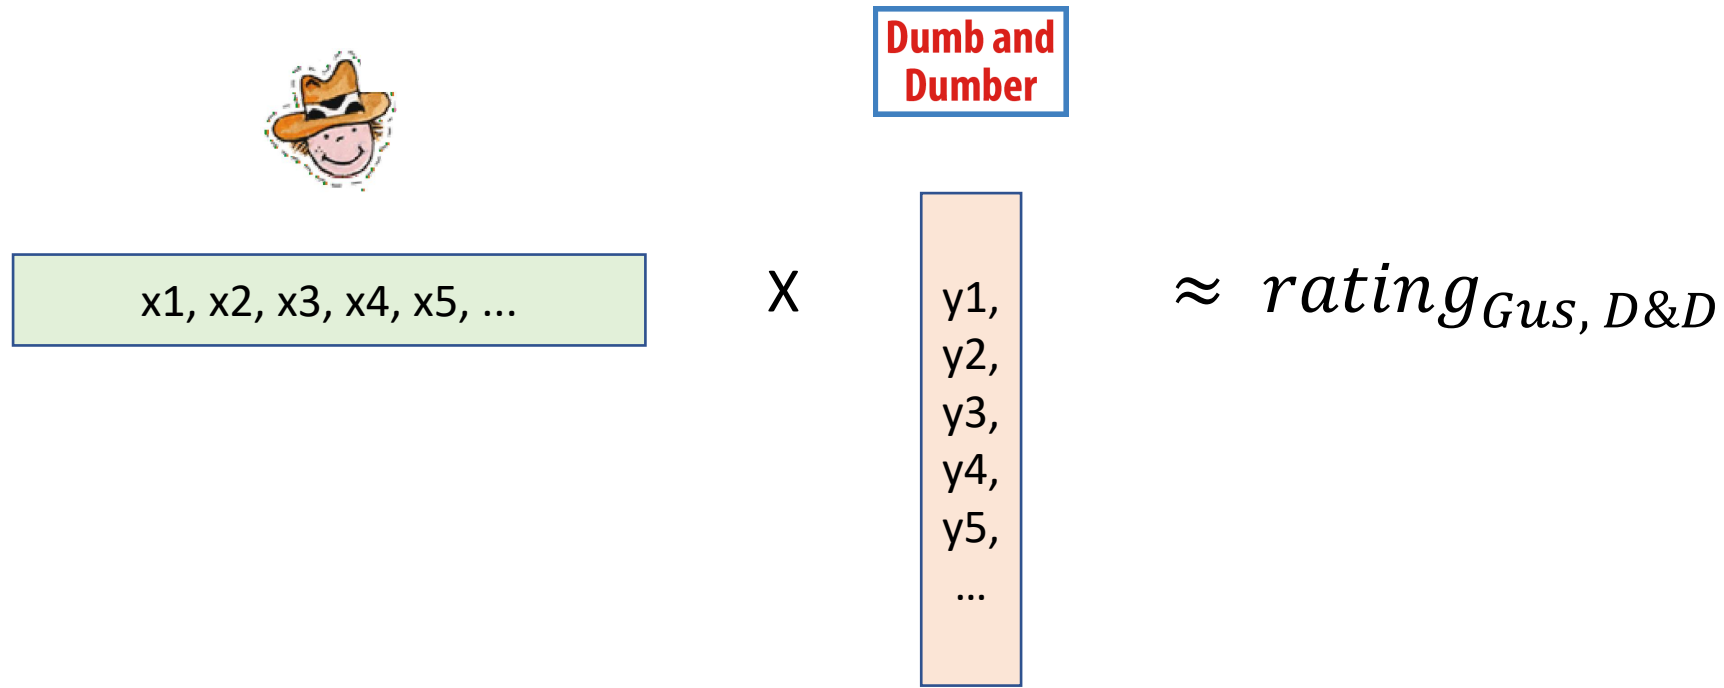 Dumb and
Dumber
x1, x2, x3, x4, x5, ...
X
y1,
y2,
y3,
y4,
y5,
...
≈ rating Gus, D&D